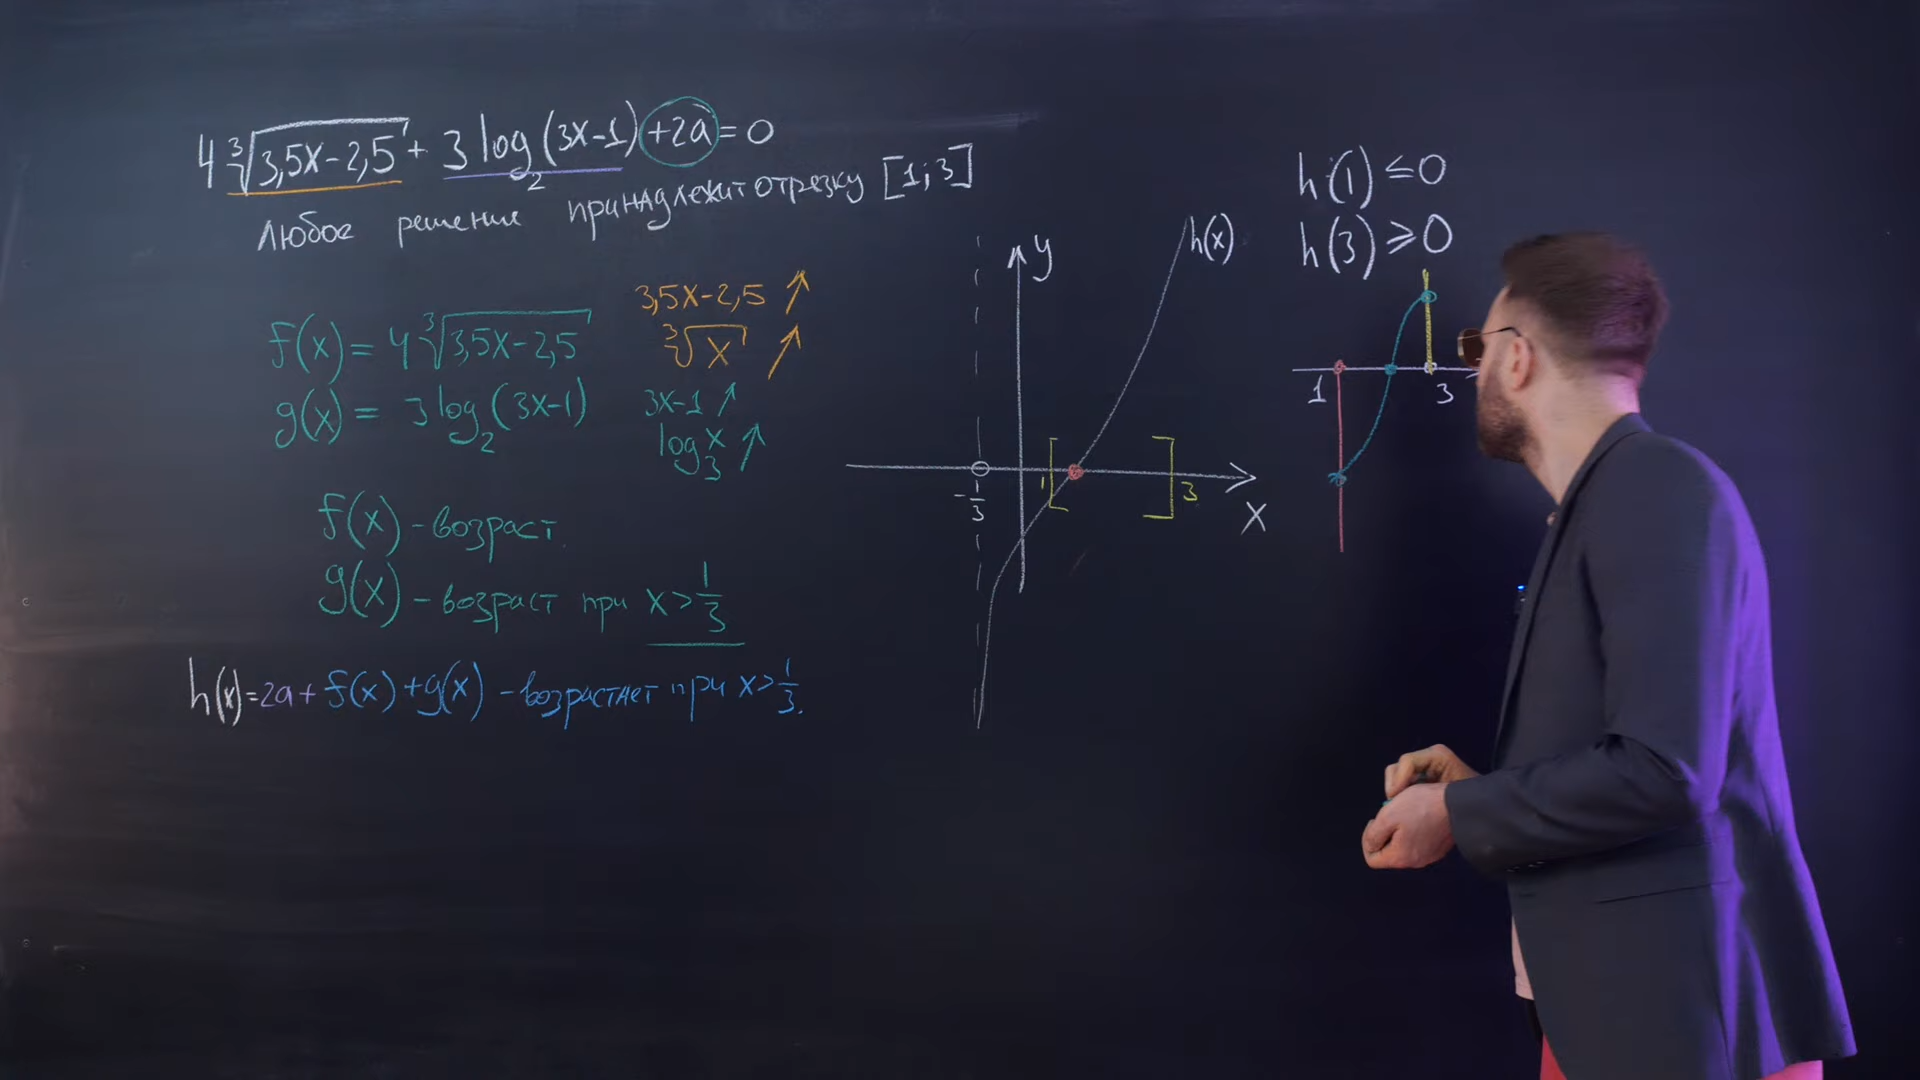 4∛(3,5x-2,5) + 3log₂(3x-1)+2a=0
любое решение принадлежит отрезку [1;3]
f(x)= 4∛(3,5x-2,5)
g(x)= 3log₂(3x-1)
3,5x-2,5 ↗
∛x ↗
3x-1 ↗
log₃x ↗
f(x) - возраст.
g(x) - возраст при x>1/3
h(x)=2a+f(x)+g(x) - возрастает при x>1/3.
y
h(x)
-1/3
1
3
x
h(1)≤0
h(3)≥0
1
3